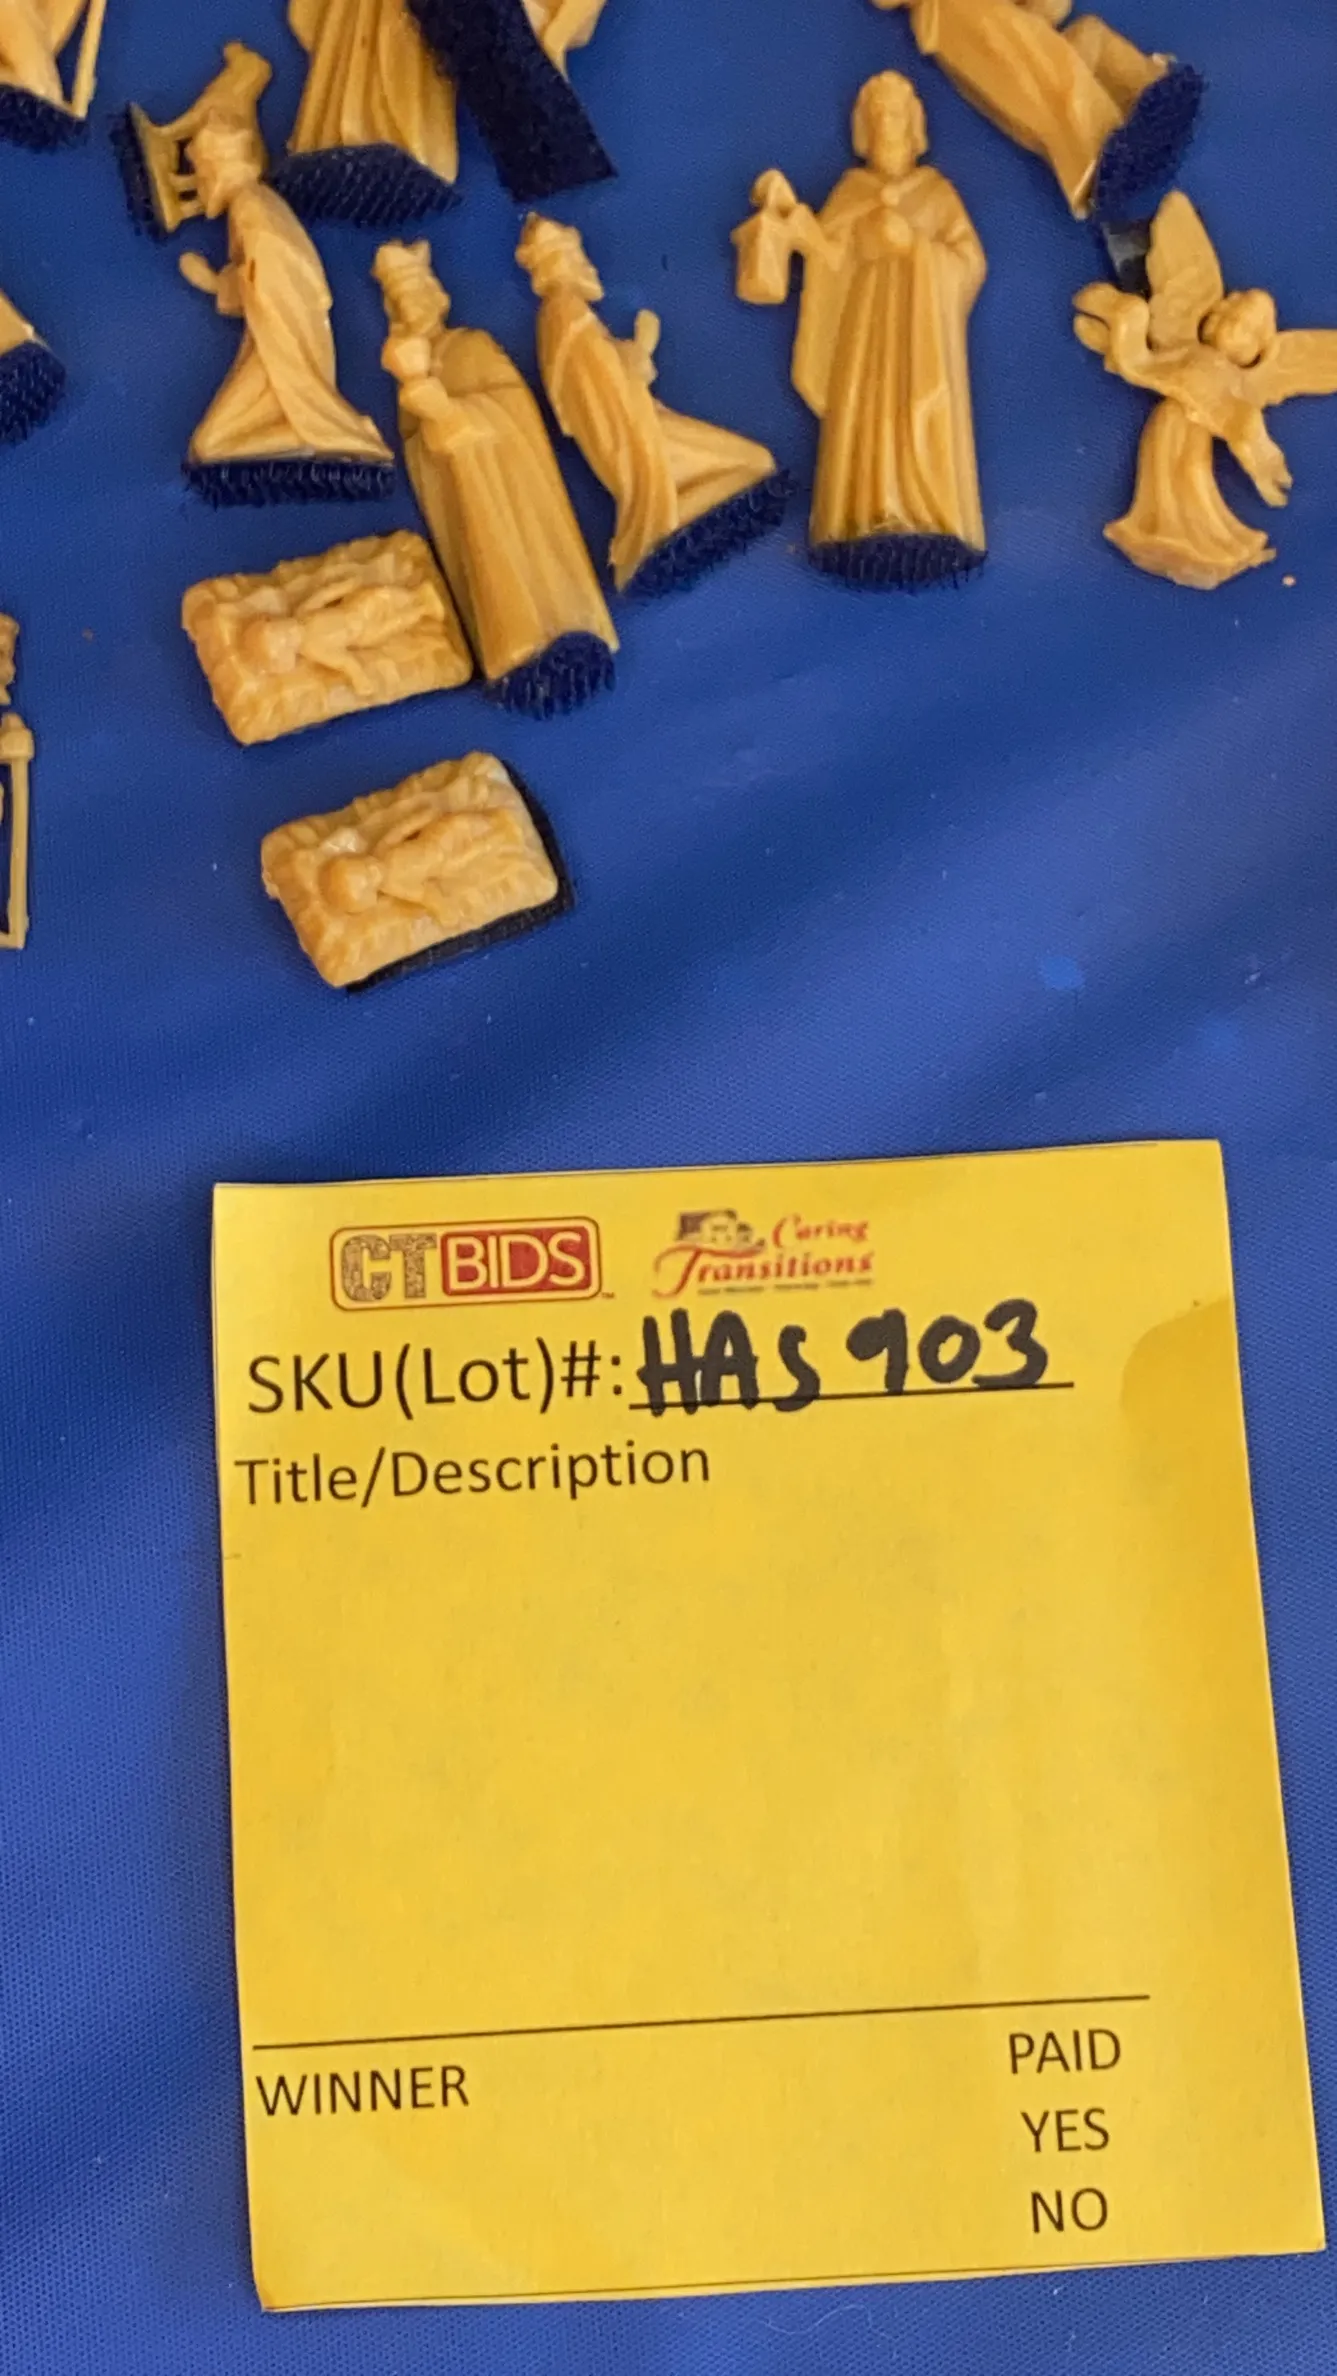 CTBIDS
Caring
Transitions
SKU(Lot)#: HAS 903
Title/Description
WINNER
PAID
YES
NO